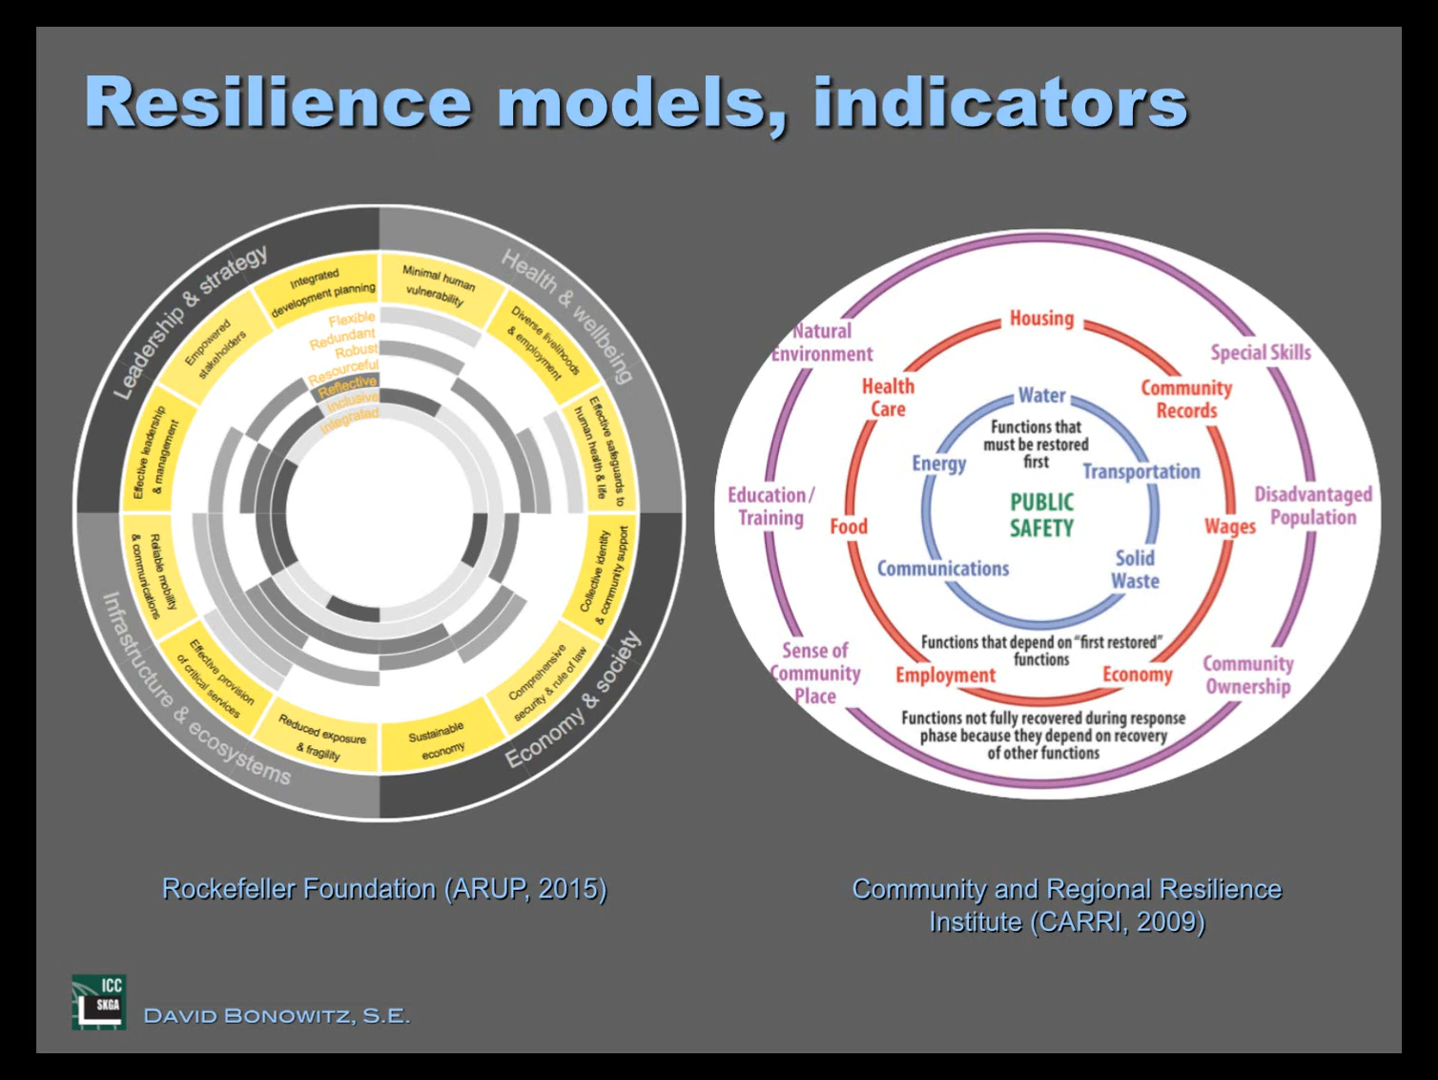 Resilience models, indicators
Leadership & strategy
Health & wellbeing
Economy & society
Infrastructure & ecosystems
Integrated
development planning
Minimal human
vulnerability
Diverse livelihoods
& employment
Effective safeguards to
human health & life
Collective identity
& community support
Comprehensive
security & rule of law
Sustainable
economy
Reduced exposure
& fragility
Effective provision
of critical services
Reliable mobility
& communications
Effective leadership
& management
Empowered
stakeholders
Flexible
Redundant
Robust
Resourceful
Reflective
Inclusive
Integrated
Natural
Environment
Special Skills
Education/
Training
Disadvantaged
Population
Sense of
Community
Place
Community
Ownership
Housing
Health
Care
Community
Records
Food
Wages
Employment
Economy
Water
Energy
Transportation
Communications
Solid
Waste
Functions that
must be restored
first
PUBLIC
SAFETY
Functions that depend on “first restored”
functions
Functions not fully recovered during response
phase because they depend on recovery
of other functions
Rockefeller Foundation (ARUP, 2015)
Community and Regional Resilience
Institute (CARRI, 2009)
ICC
SKGA
DAVID BONOWITZ, S.E.